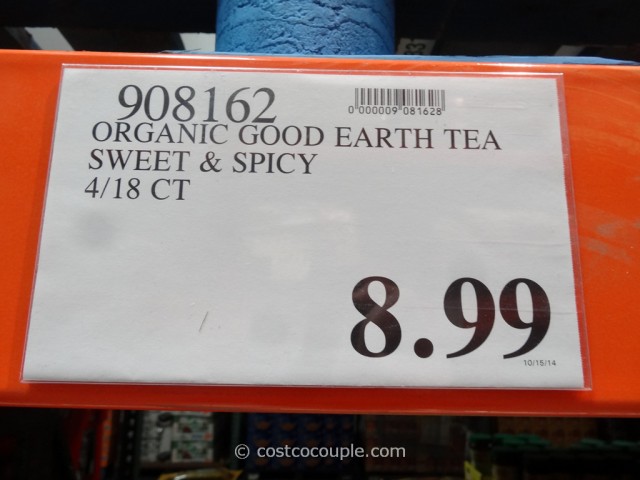 908162
0 000009 081628
ORGANIC GOOD EARTH TEA
SWEET & SPICY
4/18 CT
8.99
10/15/14
© costcocouple.com